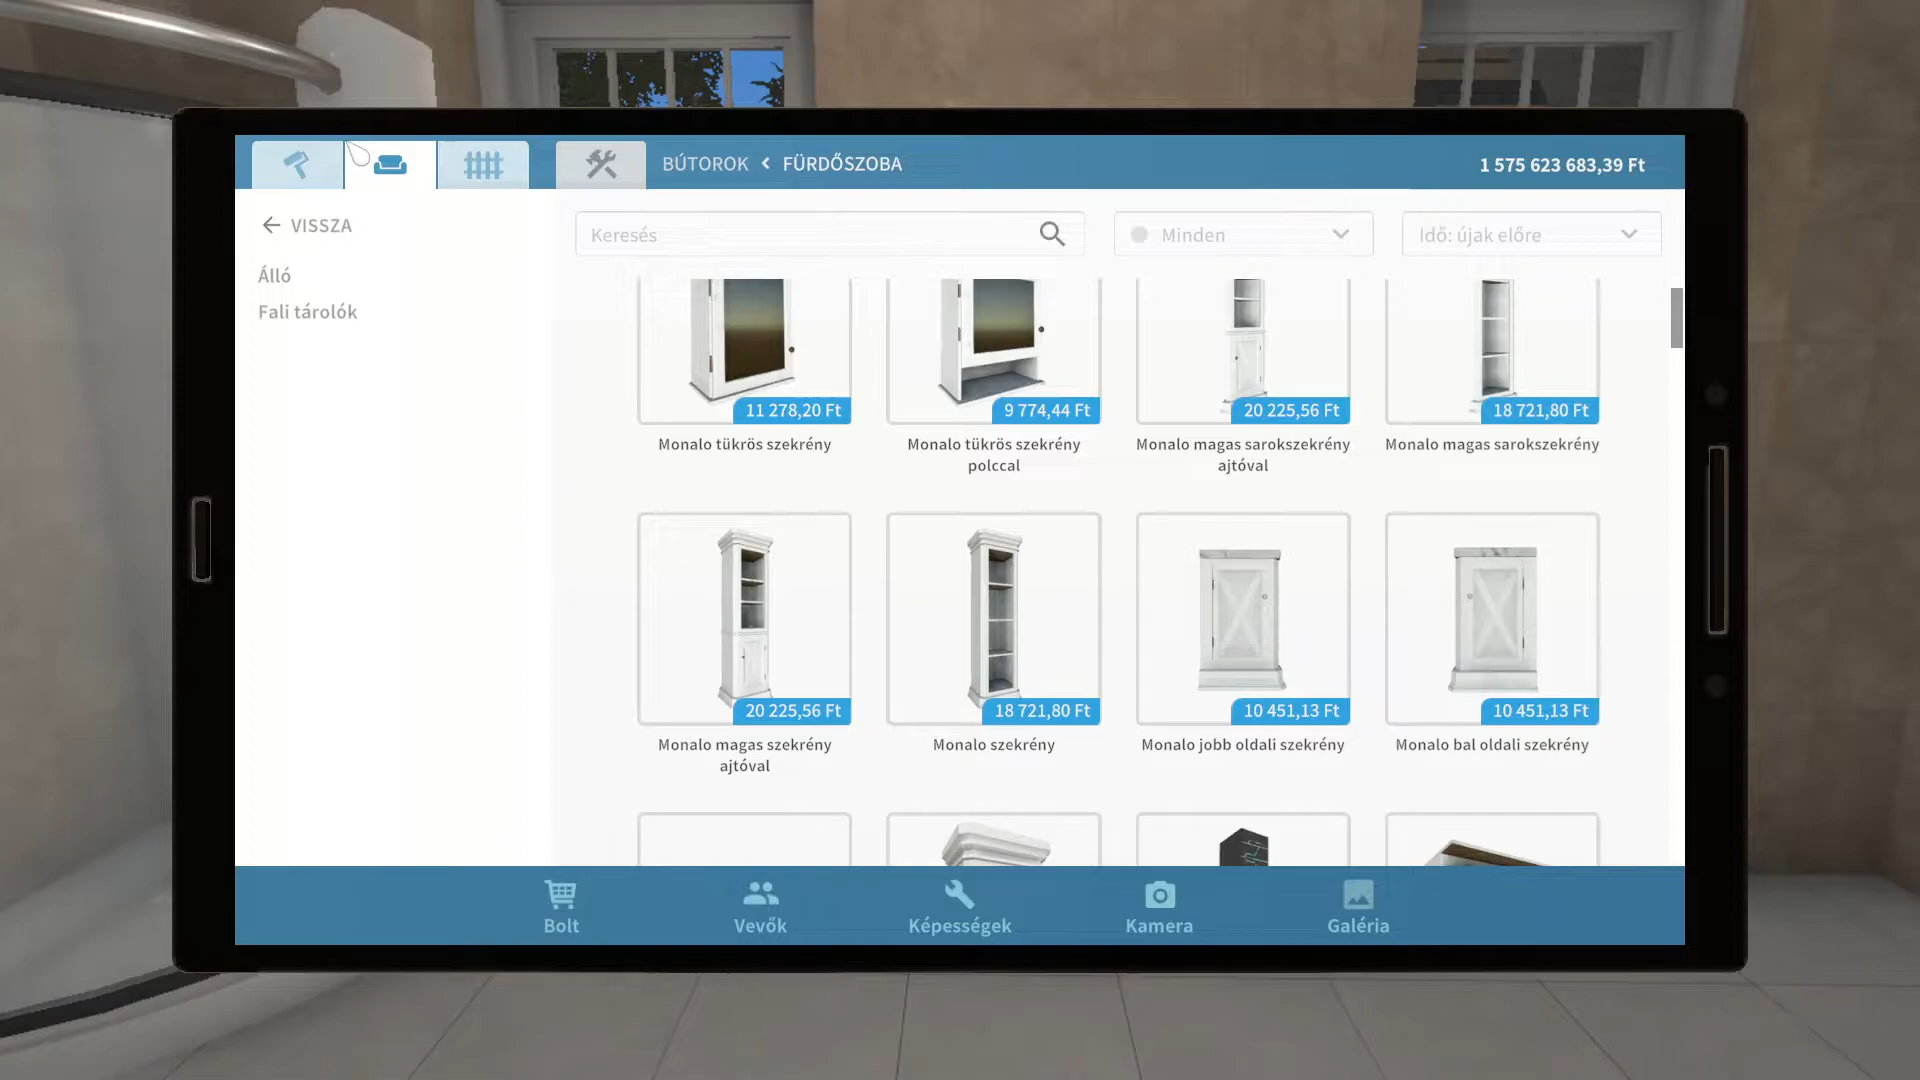 BÚTOROK < FÜRDŐSZOBA
1 575 623 683,39 Ft
VISSZA
Álló
Fali tárolók
Keresés
Minden
Idő: újak előre
11 278,20 Ft
9 774,44 Ft
20 225,56 Ft
18 721,80 Ft
Monalo tükrös szekrény
Monalo tükrös szekrény
polccal
Monalo magas sarokszekrény
ajtóval
Monalo magas sarokszekrény
20 225,56 Ft
18 721,80 Ft
10 451,13 Ft
10 451,13 Ft
Monalo magas szekrény
ajtóval
Monalo szekrény
Monalo jobb oldali szekrény
Monalo bal oldali szekrény
Bolt
Vevők
Képességek
Kamera
Galéria